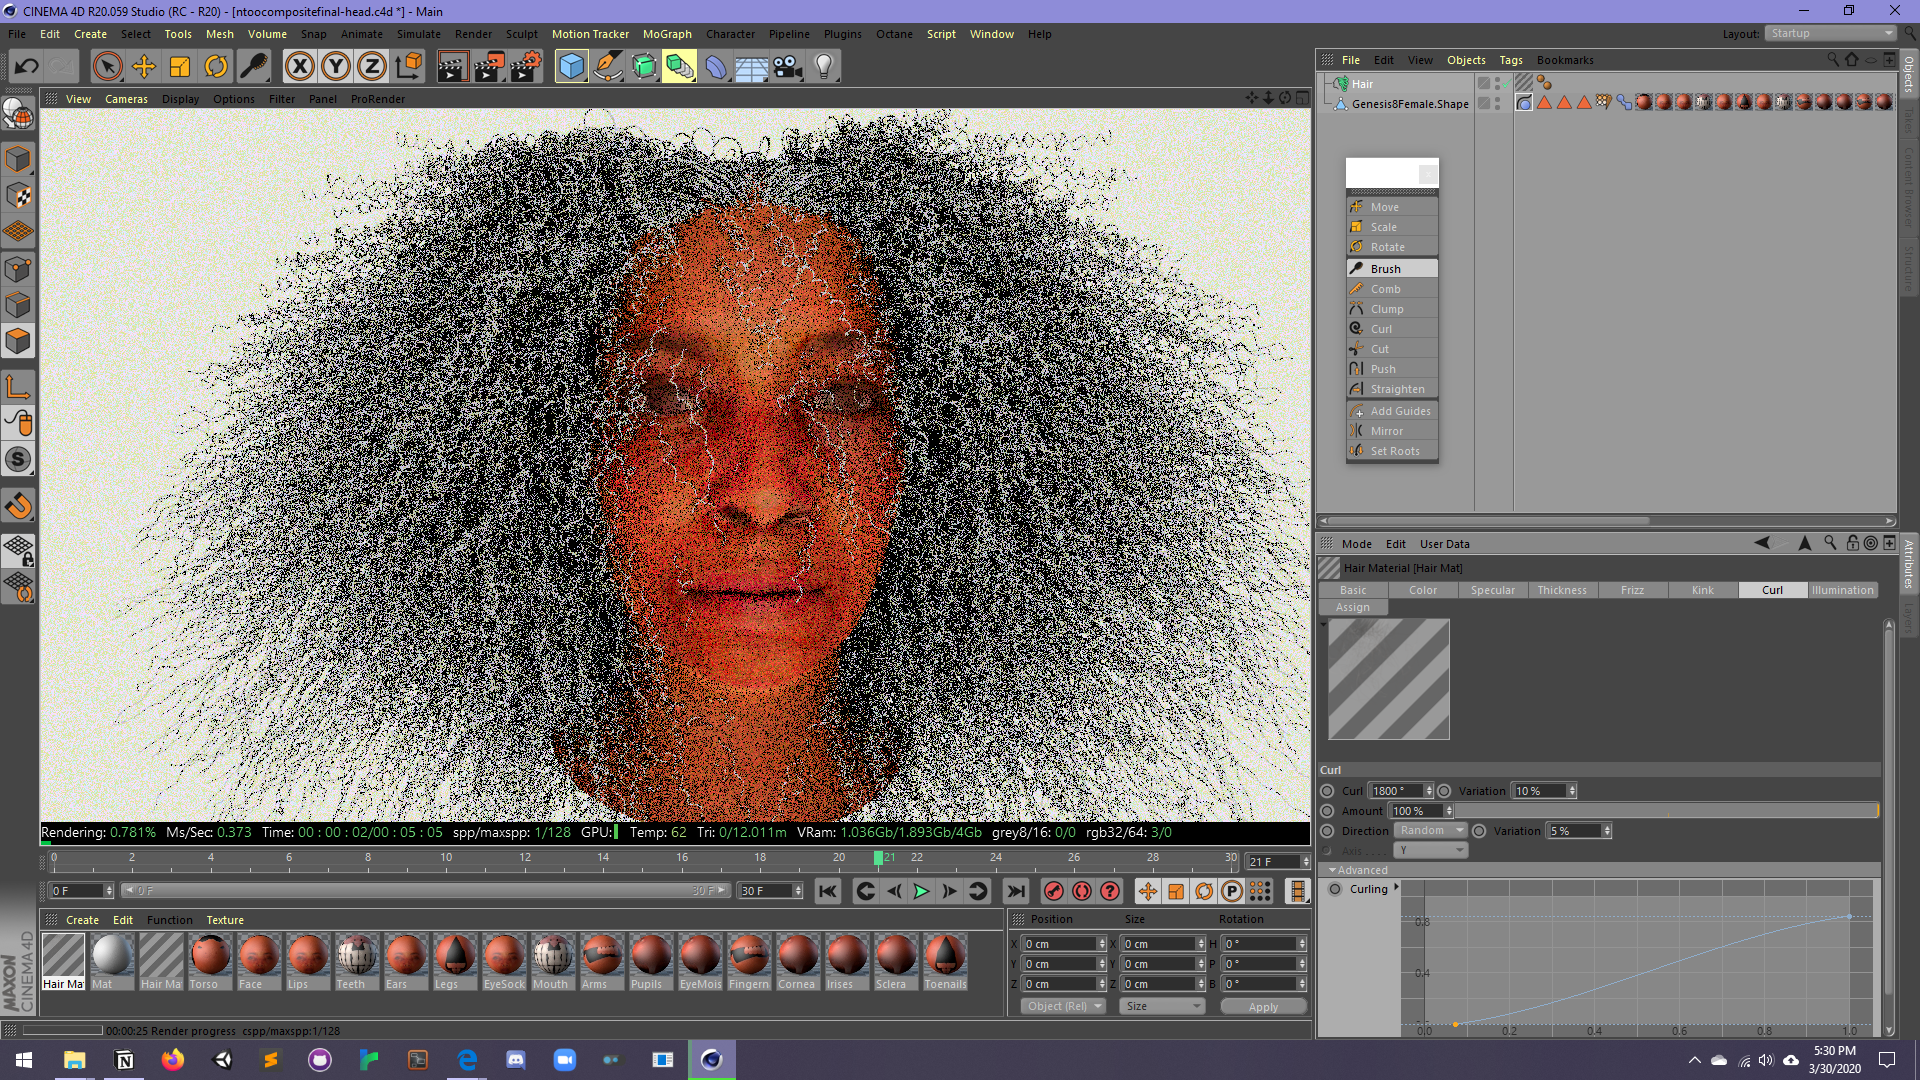 CINEMA 4D R20.059 Studio (RC - R20) - [ntoocompositefinal-head.c4d *] - Main
File Edit Create Select Tools Mesh Volume Snap Animate Simulate Render Sculpt Motion Tracker MoGraph Character Pipeline Plugins Octane Script Window Help
Layout: Startup
File Edit View Objects Tags Bookmarks
Hair
Genesis8Female.Shape
Objects
Takes
Content Browser
Structure
View Cameras Display Options Filter Panel ProRender
Move
Scale
Rotate
Brush
Comb
Clump
Curl
Cut
Push
Straighten
Add Guides
Mirror
Set Roots
Mode Edit User Data
Attributes
Layers
Hair Material [Hair Mat]
Basic Color Specular Thickness Frizz Kink Curl Illumination
Assign
Curl
Curl 1800 ° Variation 10 %
Amount 100 %
Direction Random Variation 5 %
Axis . . . . Y
Advanced
Curling
0.8
0.4
0.0 0.2 0.4 0.6 0.8 1.0
Rendering: 0.781% Ms/Sec: 0.373 Time: 00 : 00 : 02/00 : 05 : 05 spp/maxspp: 1/128 GPU: Temp: 62 Tri: 0/12.011m VRam: 1.036Gb/1.893Gb/4Gb grey8/16: 0/0 rgb32/64: 3/0
0 2 4 6 8 10 12 14 16 18 20 21 22 24 26 28 30 21 F
0 F 0 F 30 F 30 F
Create Edit Function Texture
Hair Mat Mat Hair Ma Torso Face Lips Teeth Ears Legs EyeSock Mouth Arms Pupils EyeMois Fingern Cornea Irises Sclera Toenails
Position Size Rotation
X 0 cm X 0 cm H 0 °
Y 0 cm Y 0 cm P 0 °
Z 0 cm Z 0 cm B 0 °
Object (Rel) Size Apply
MAXON
CINEMA 4D
00:00:25 Render progress cspp/maxspp:1/128
5:30 PM
3/30/2020